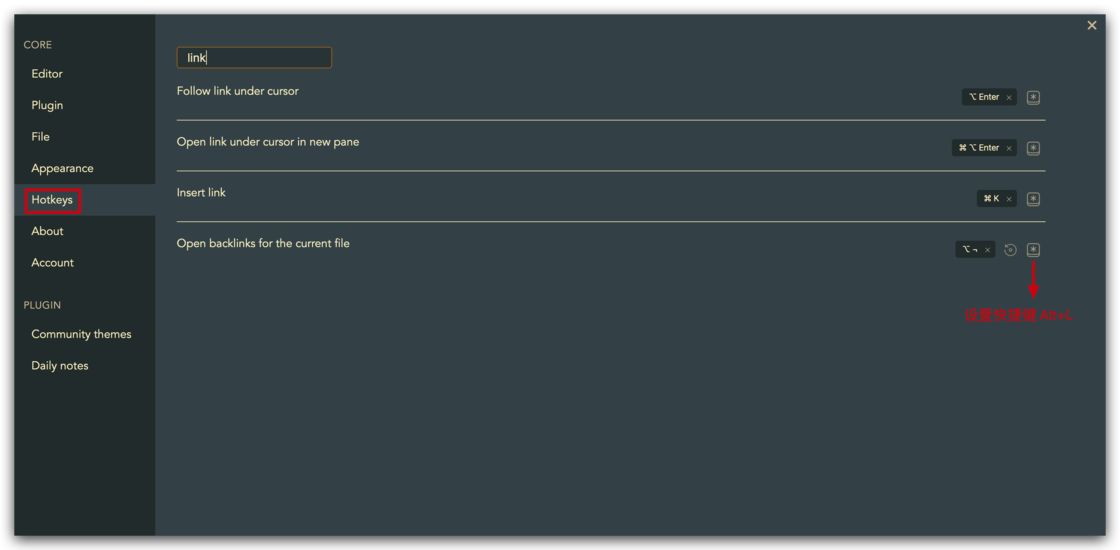 CORE
Editor
Plugin
File
Appearance
Hotkeys
About
Account
PLUGIN
Community themes
Daily notes
link
Follow link under cursor
⌥ Enter ×
Open link under cursor in new pane
⌘ ⌥ Enter ×
Insert link
⌘ K ×
Open backlinks for the current file
⌥ ¬ ×
设置快捷键 Alt+L